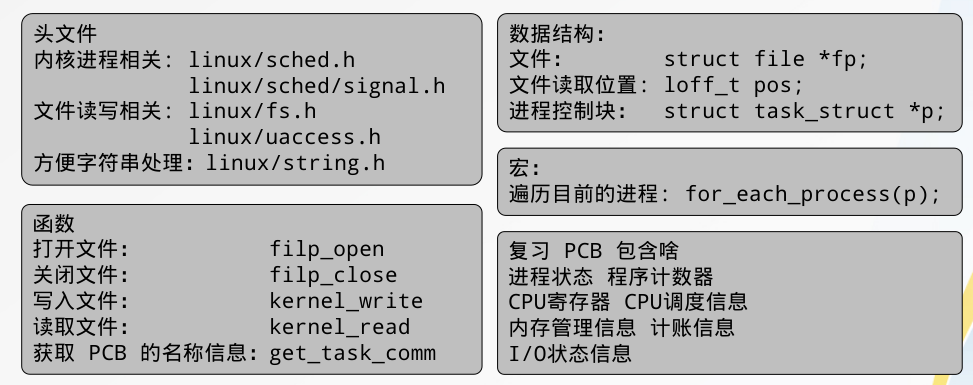 头文件
内核进程相关: linux/sched.h
linux/sched/signal.h
文件读写相关: linux/fs.h
linux/uaccess.h
方便字符串处理: linux/string.h
函数
打开文件: filp_open
关闭文件: filp_close
写入文件: kernel_write
读取文件: kernel_read
获取 PCB 的名称信息: get_task_comm
数据结构:
文件: struct file *fp;
文件读取位置: loff_t pos;
进程控制块: struct task_struct *p;
宏:
遍历目前的进程: for_each_process(p);
复习 PCB 包含啥
进程状态 程序计数器
CPU寄存器 CPU调度信息
内存管理信息 计账信息
I/O状态信息